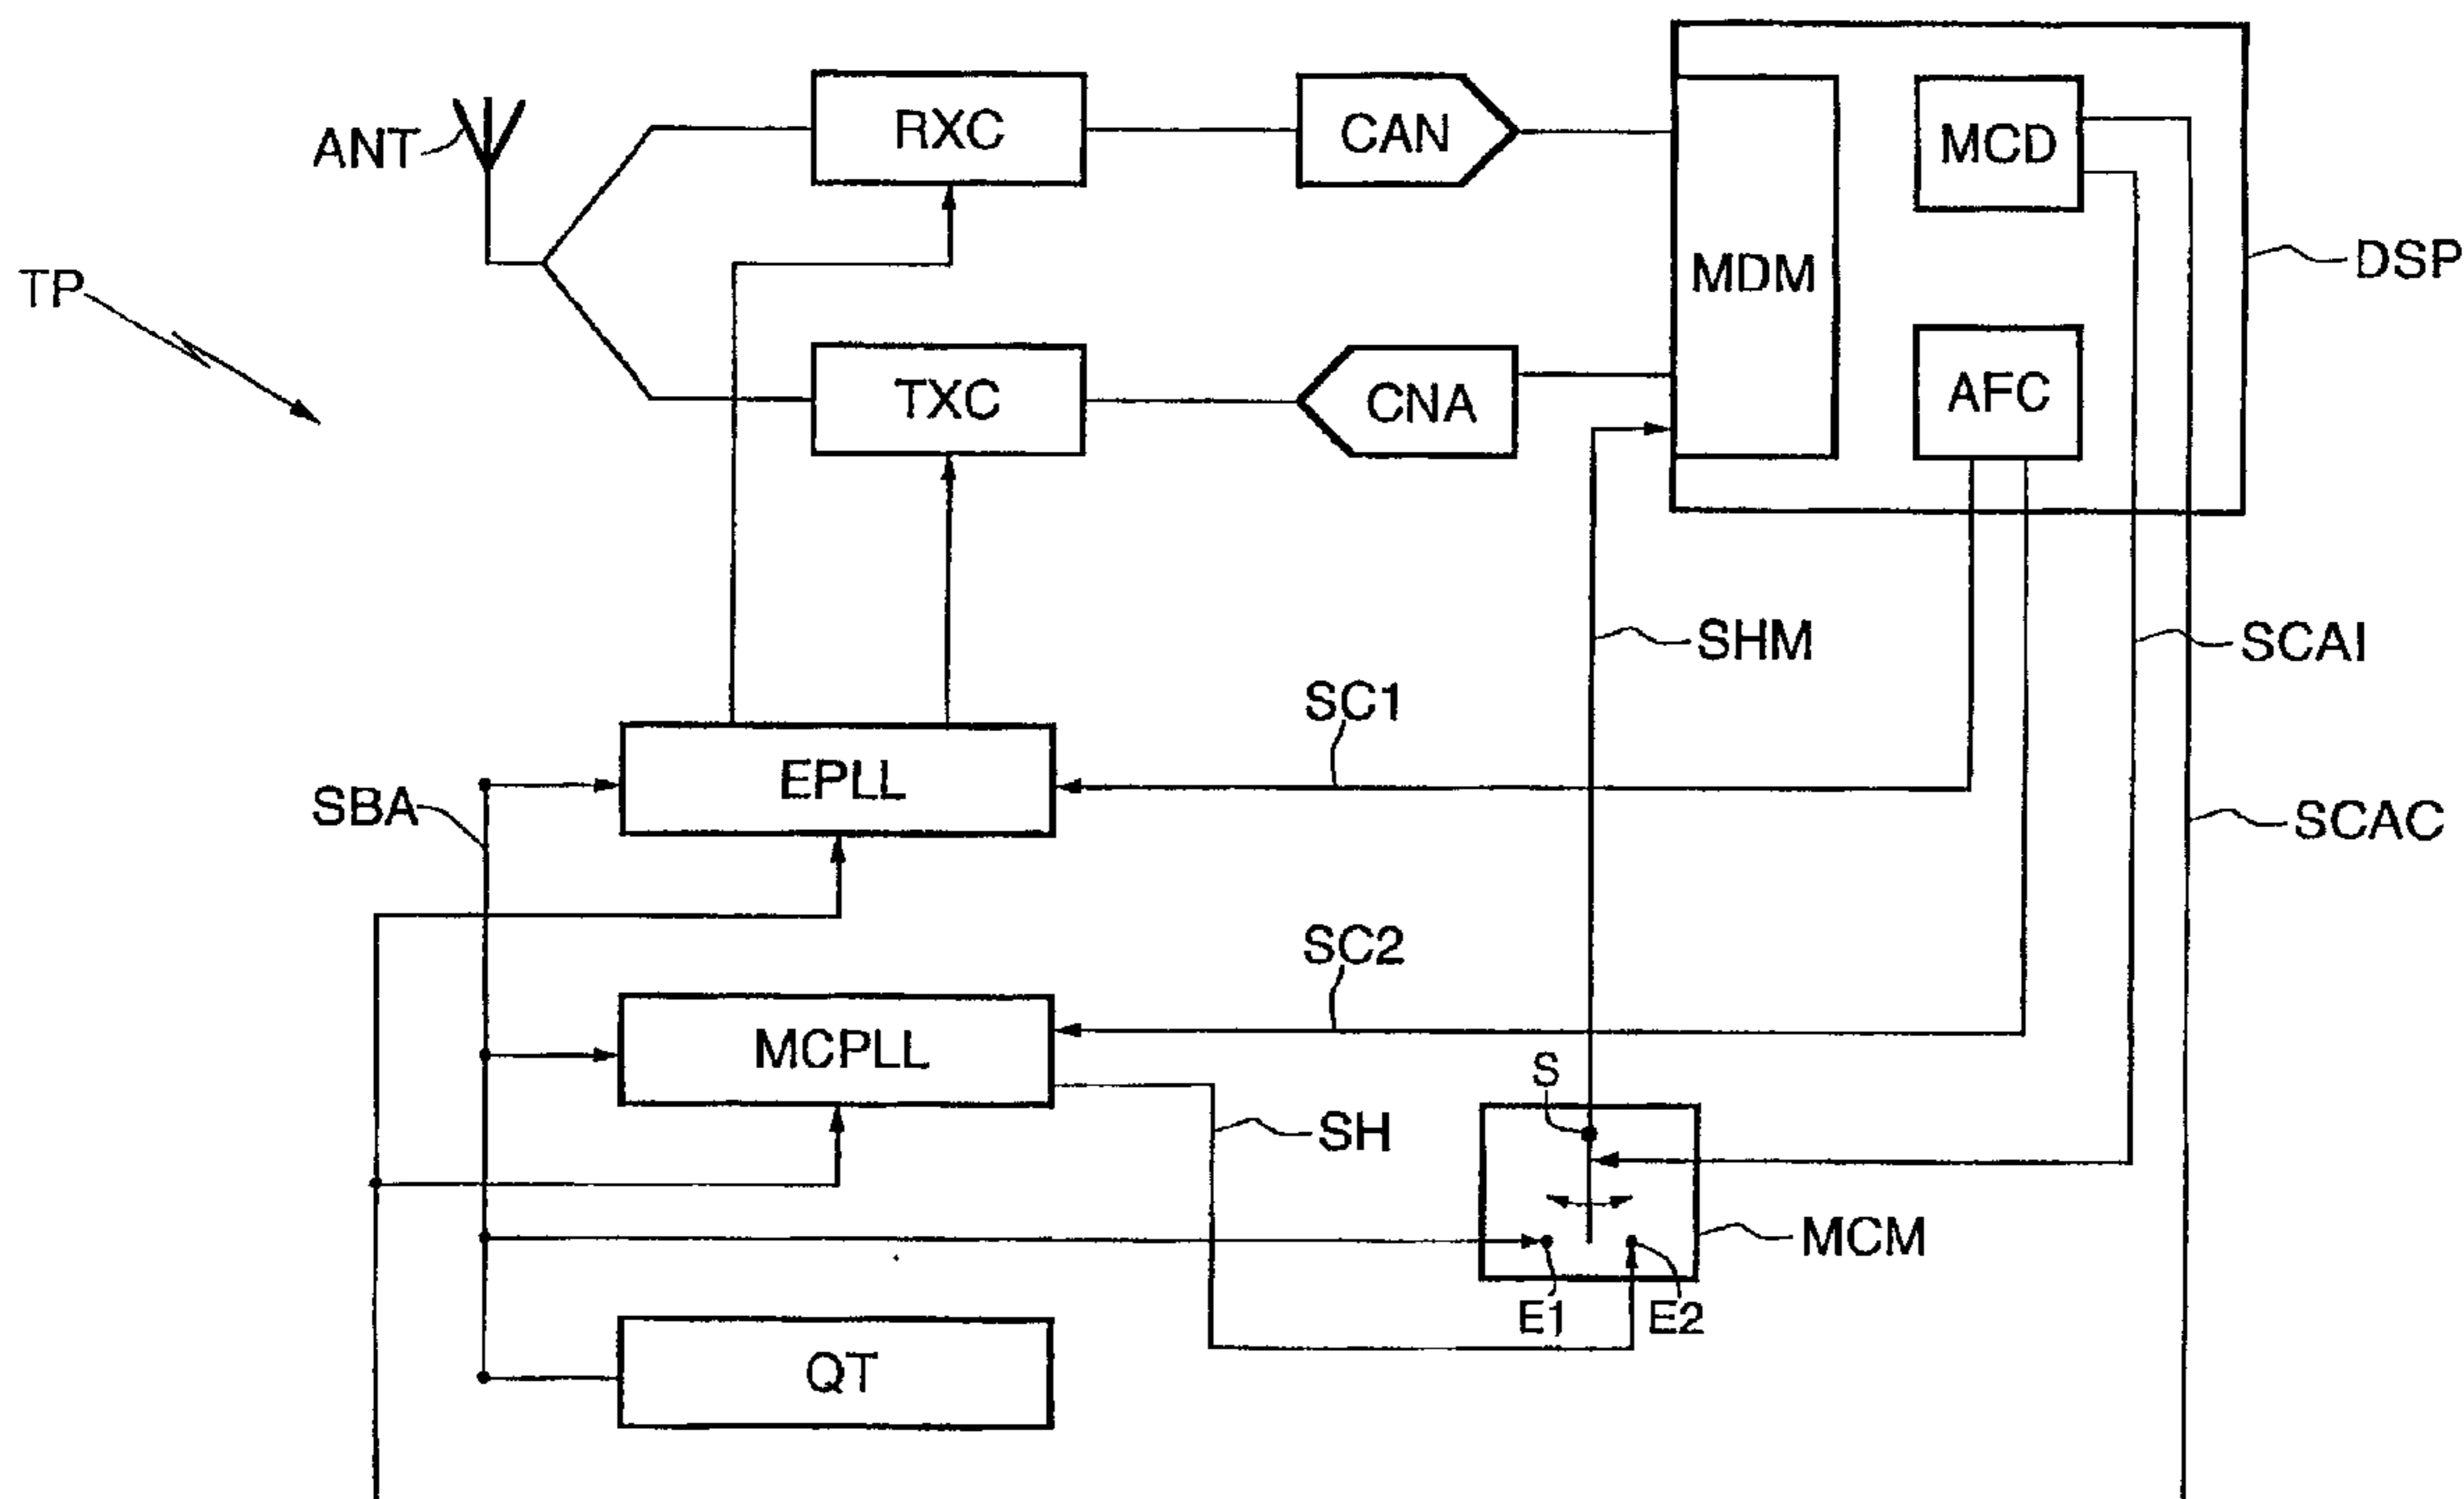 ANT
RXC
CAN
MCD
TP
MDM
DSP
TXC
CNA
AFC
SHM
SCAI
SC1
SBA
EPLL
SCAC
SC2
MCPLL
S
SH
MCM
E1
E2
QT